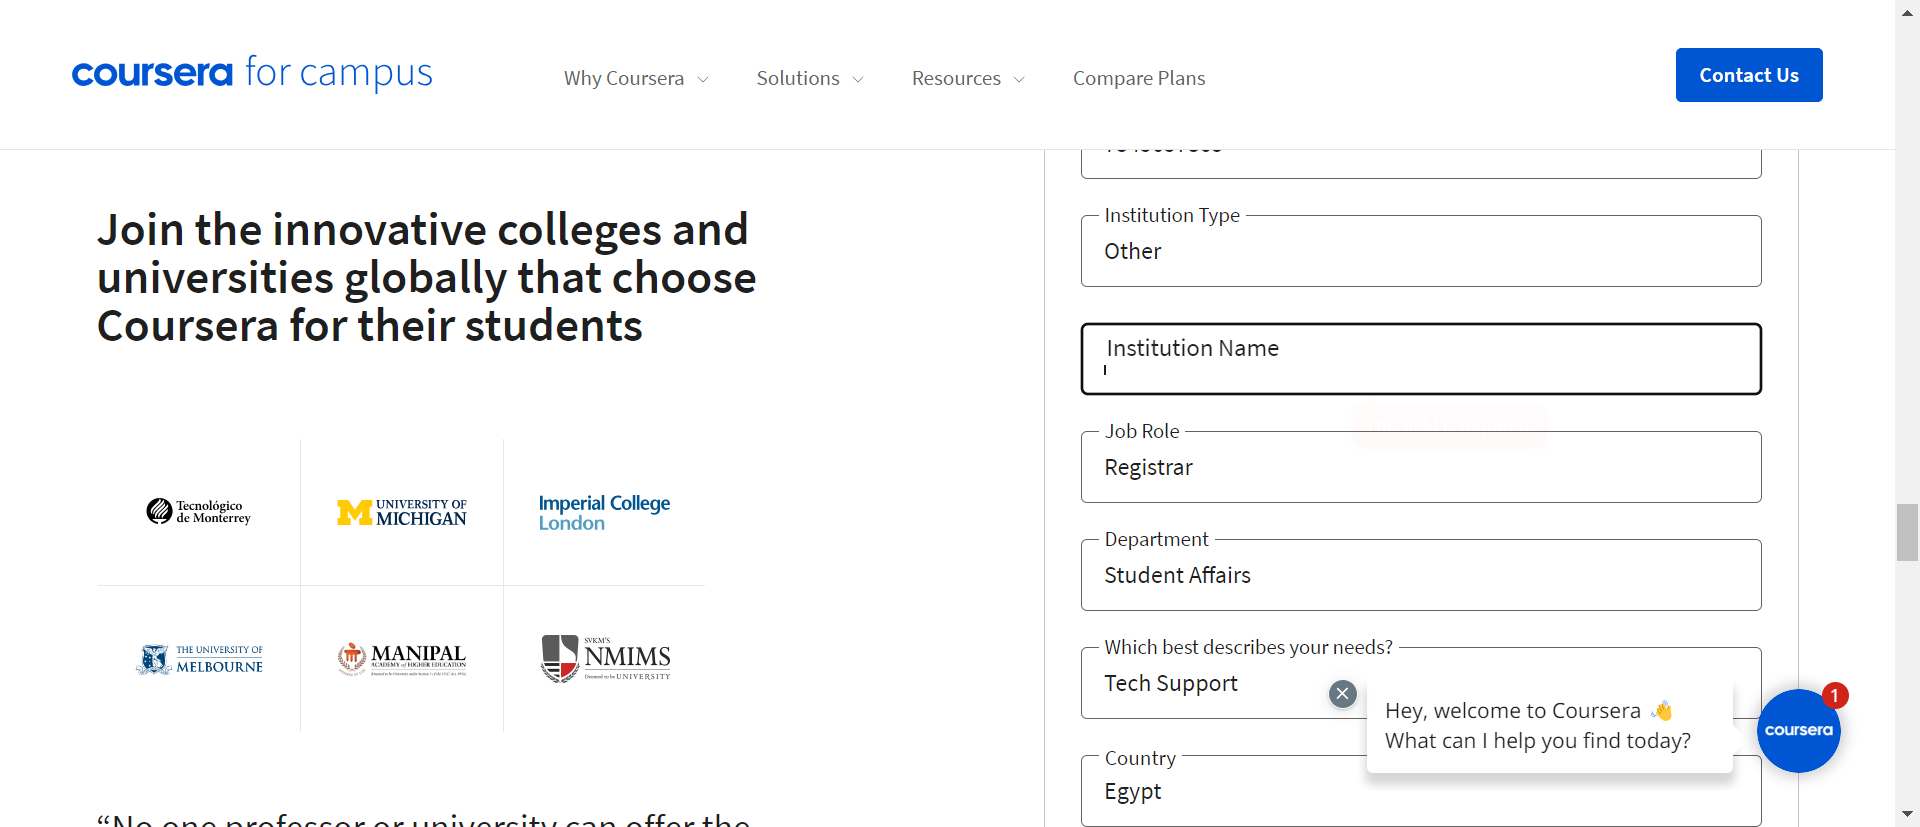 coursera for campus
Why Coursera
Solutions
Resources
Compare Plans
Contact Us
Join the innovative colleges and
universities globally that choose
Coursera for their students
Tecnológico
de Monterrey
UNIVERSITY OF
MICHIGAN
Imperial College
London
THE UNIVERSITY OF
MELBOURNE
MANIPAL
ACADEMY of HIGHER EDUCATION
SVKM'S
NMIMS
Deemed to be UNIVERSITY
“No one professor or university can offer the
Institution Type
Other
Institution Name
Job Role
Registrar
Department
Student Affairs
Which best describes your needs?
Tech Support
Country
Egypt
Hey, welcome to Coursera 👋
What can I help you find today?
coursera
1